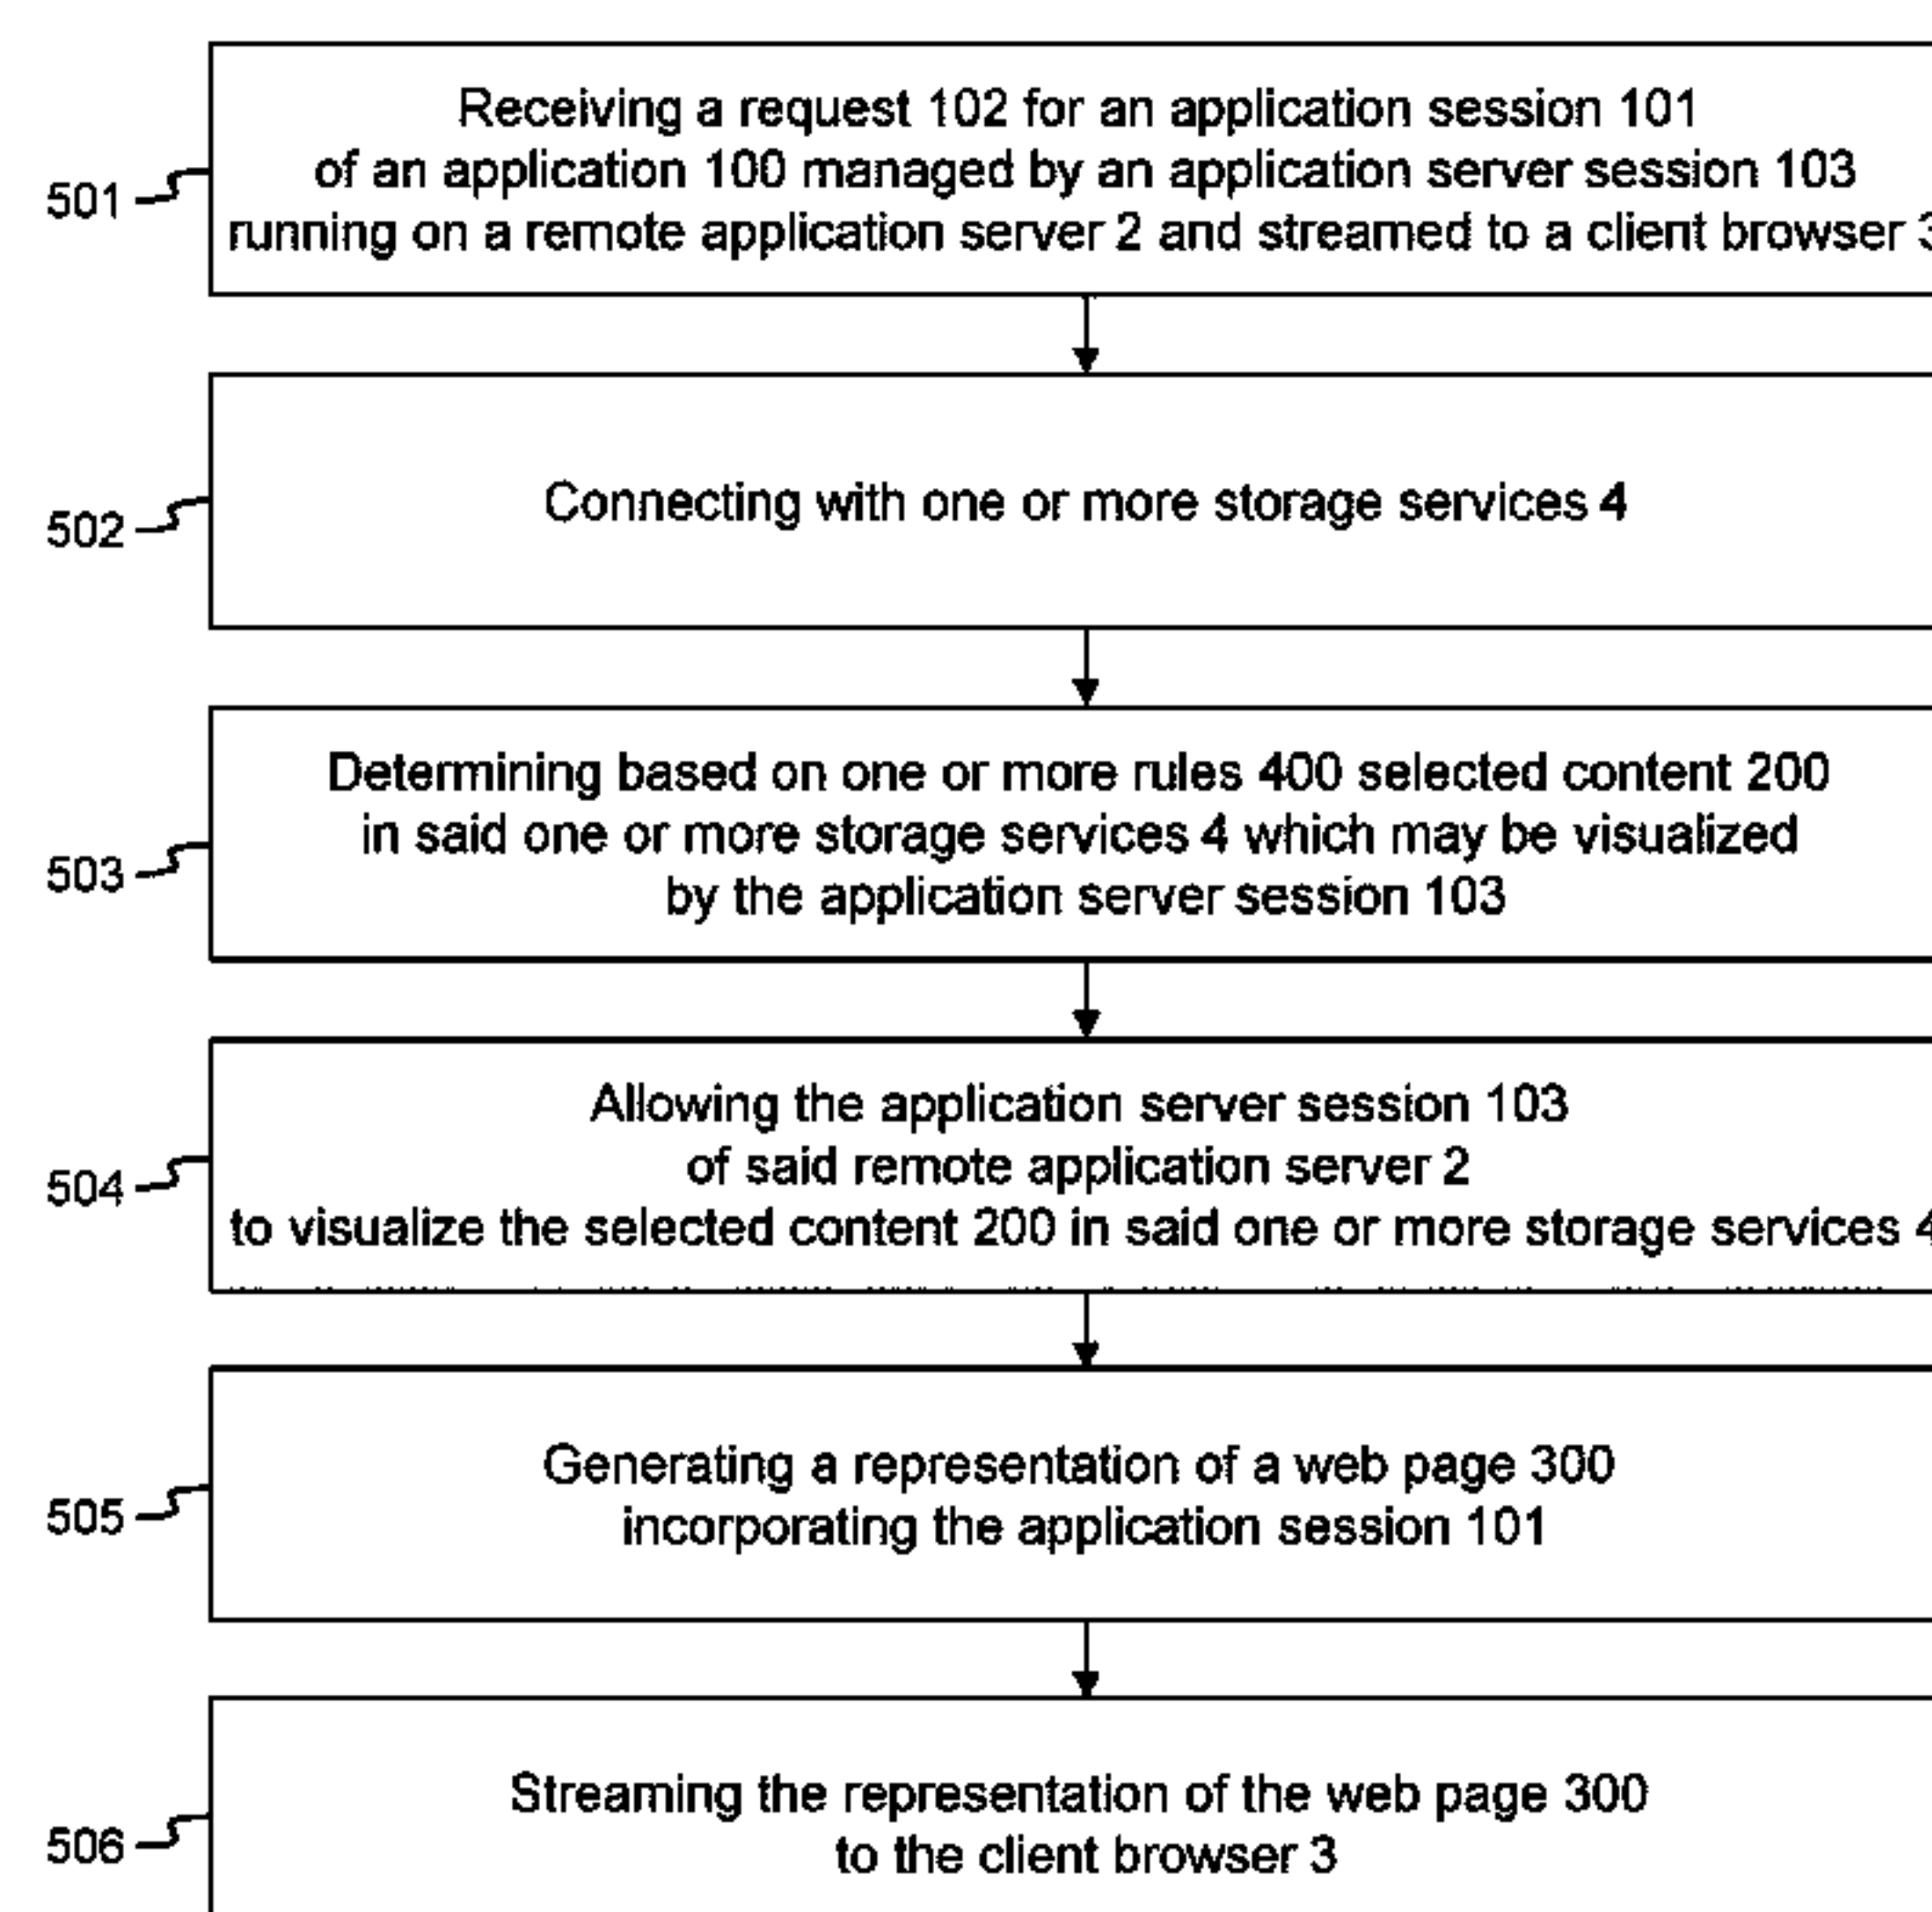 Receiving a request 102 for an application session 101
of an application 100 managed by an application server session 103
501
running on a remote application server 2 and streamed to a client browser 3
Connecting with one or more storage services 4
502
Determining based on one or more rules 400 selected content 200
in said one or more storage services 4 which may be visualized
503
by the application server session 103
Allowing the application server session 103
of said remote application server 2
504
to visualize the selected content 200 in said one or more storage services 4
Generating a representation of a web page 300
505
incorporating the application session 101
Streaming the representation of the web page 300
506
to the client browser 3